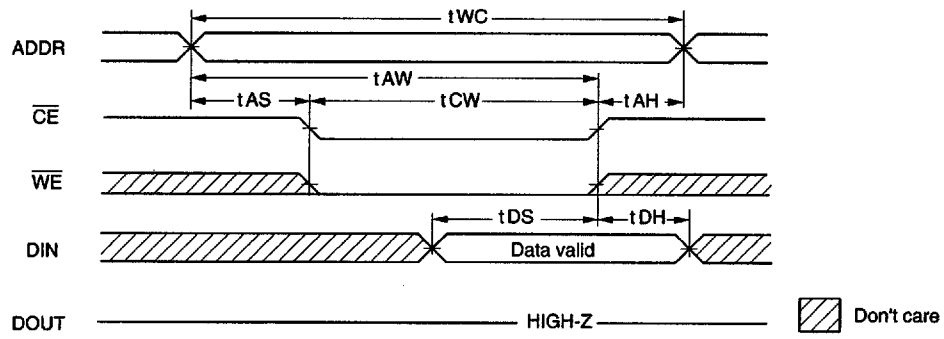 tWC
ADDR
tAW
tAS
tCW
tAH
CE
WE
tDS
tDH
DIN
Data valid
DOUT
HIGH-Z
Don't care